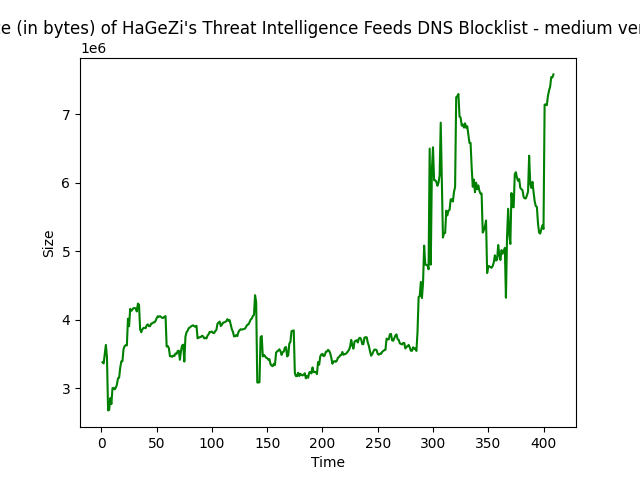 (in bytes) of HaGeZi's Threat Intelligence Feeds DNS Blocklist - medium
1e6
7
6
5
4
3
Size
0 50 100 150 200 250 300 350 400
Time